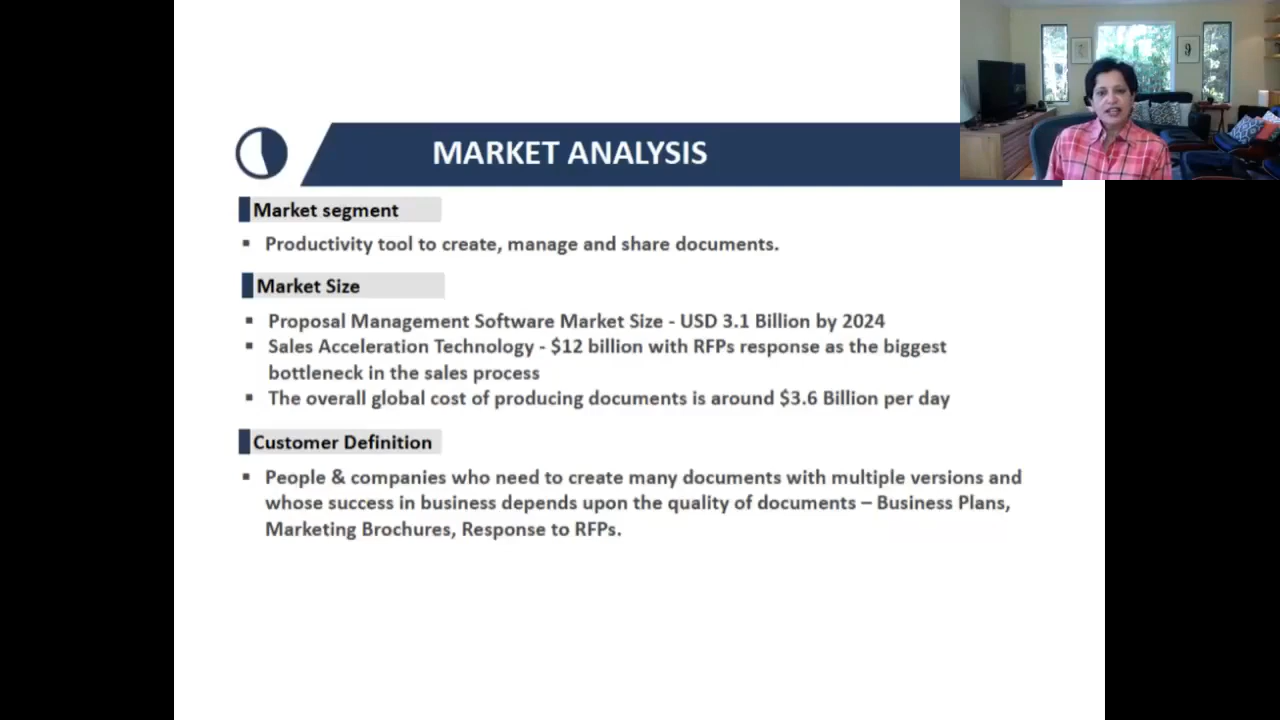 MARKET ANALYSIS
Market segment
▪ Productivity tool to create, manage and share documents.
Market Size
▪ Proposal Management Software Market Size - USD 3.1 Billion by 2024
▪ Sales Acceleration Technology - $12 billion with RFPs response as the biggest
bottleneck in the sales process
▪ The overall global cost of producing documents is around $3.6 Billion per day
Customer Definition
▪ People & companies who need to create many documents with multiple versions and
whose success in business depends upon the quality of documents – Business Plans,
Marketing Brochures, Response to RFPs.